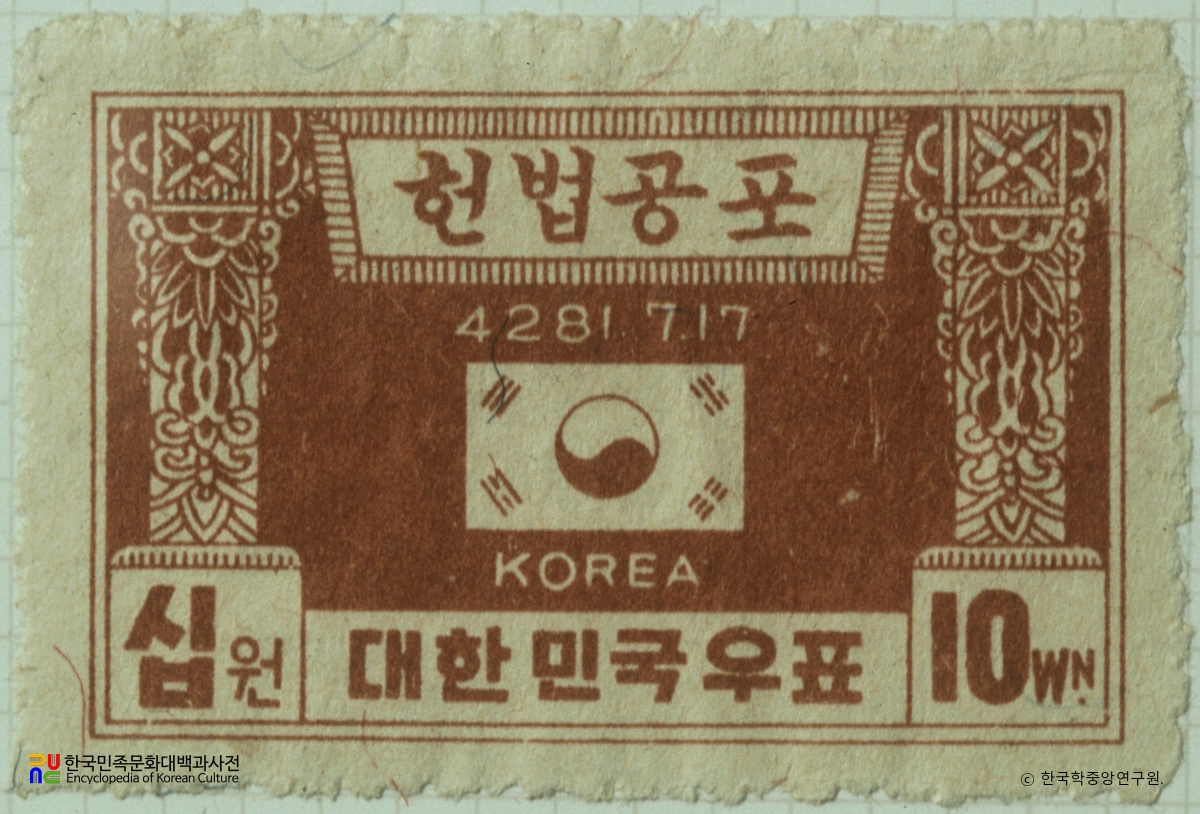 헌법공포
4281. 7.17
KOREA
십원
대한민국우표
10 WN.
한국민족문화대백과사전
Encyclopedia of Korean Culture
© 한국학중앙연구원.